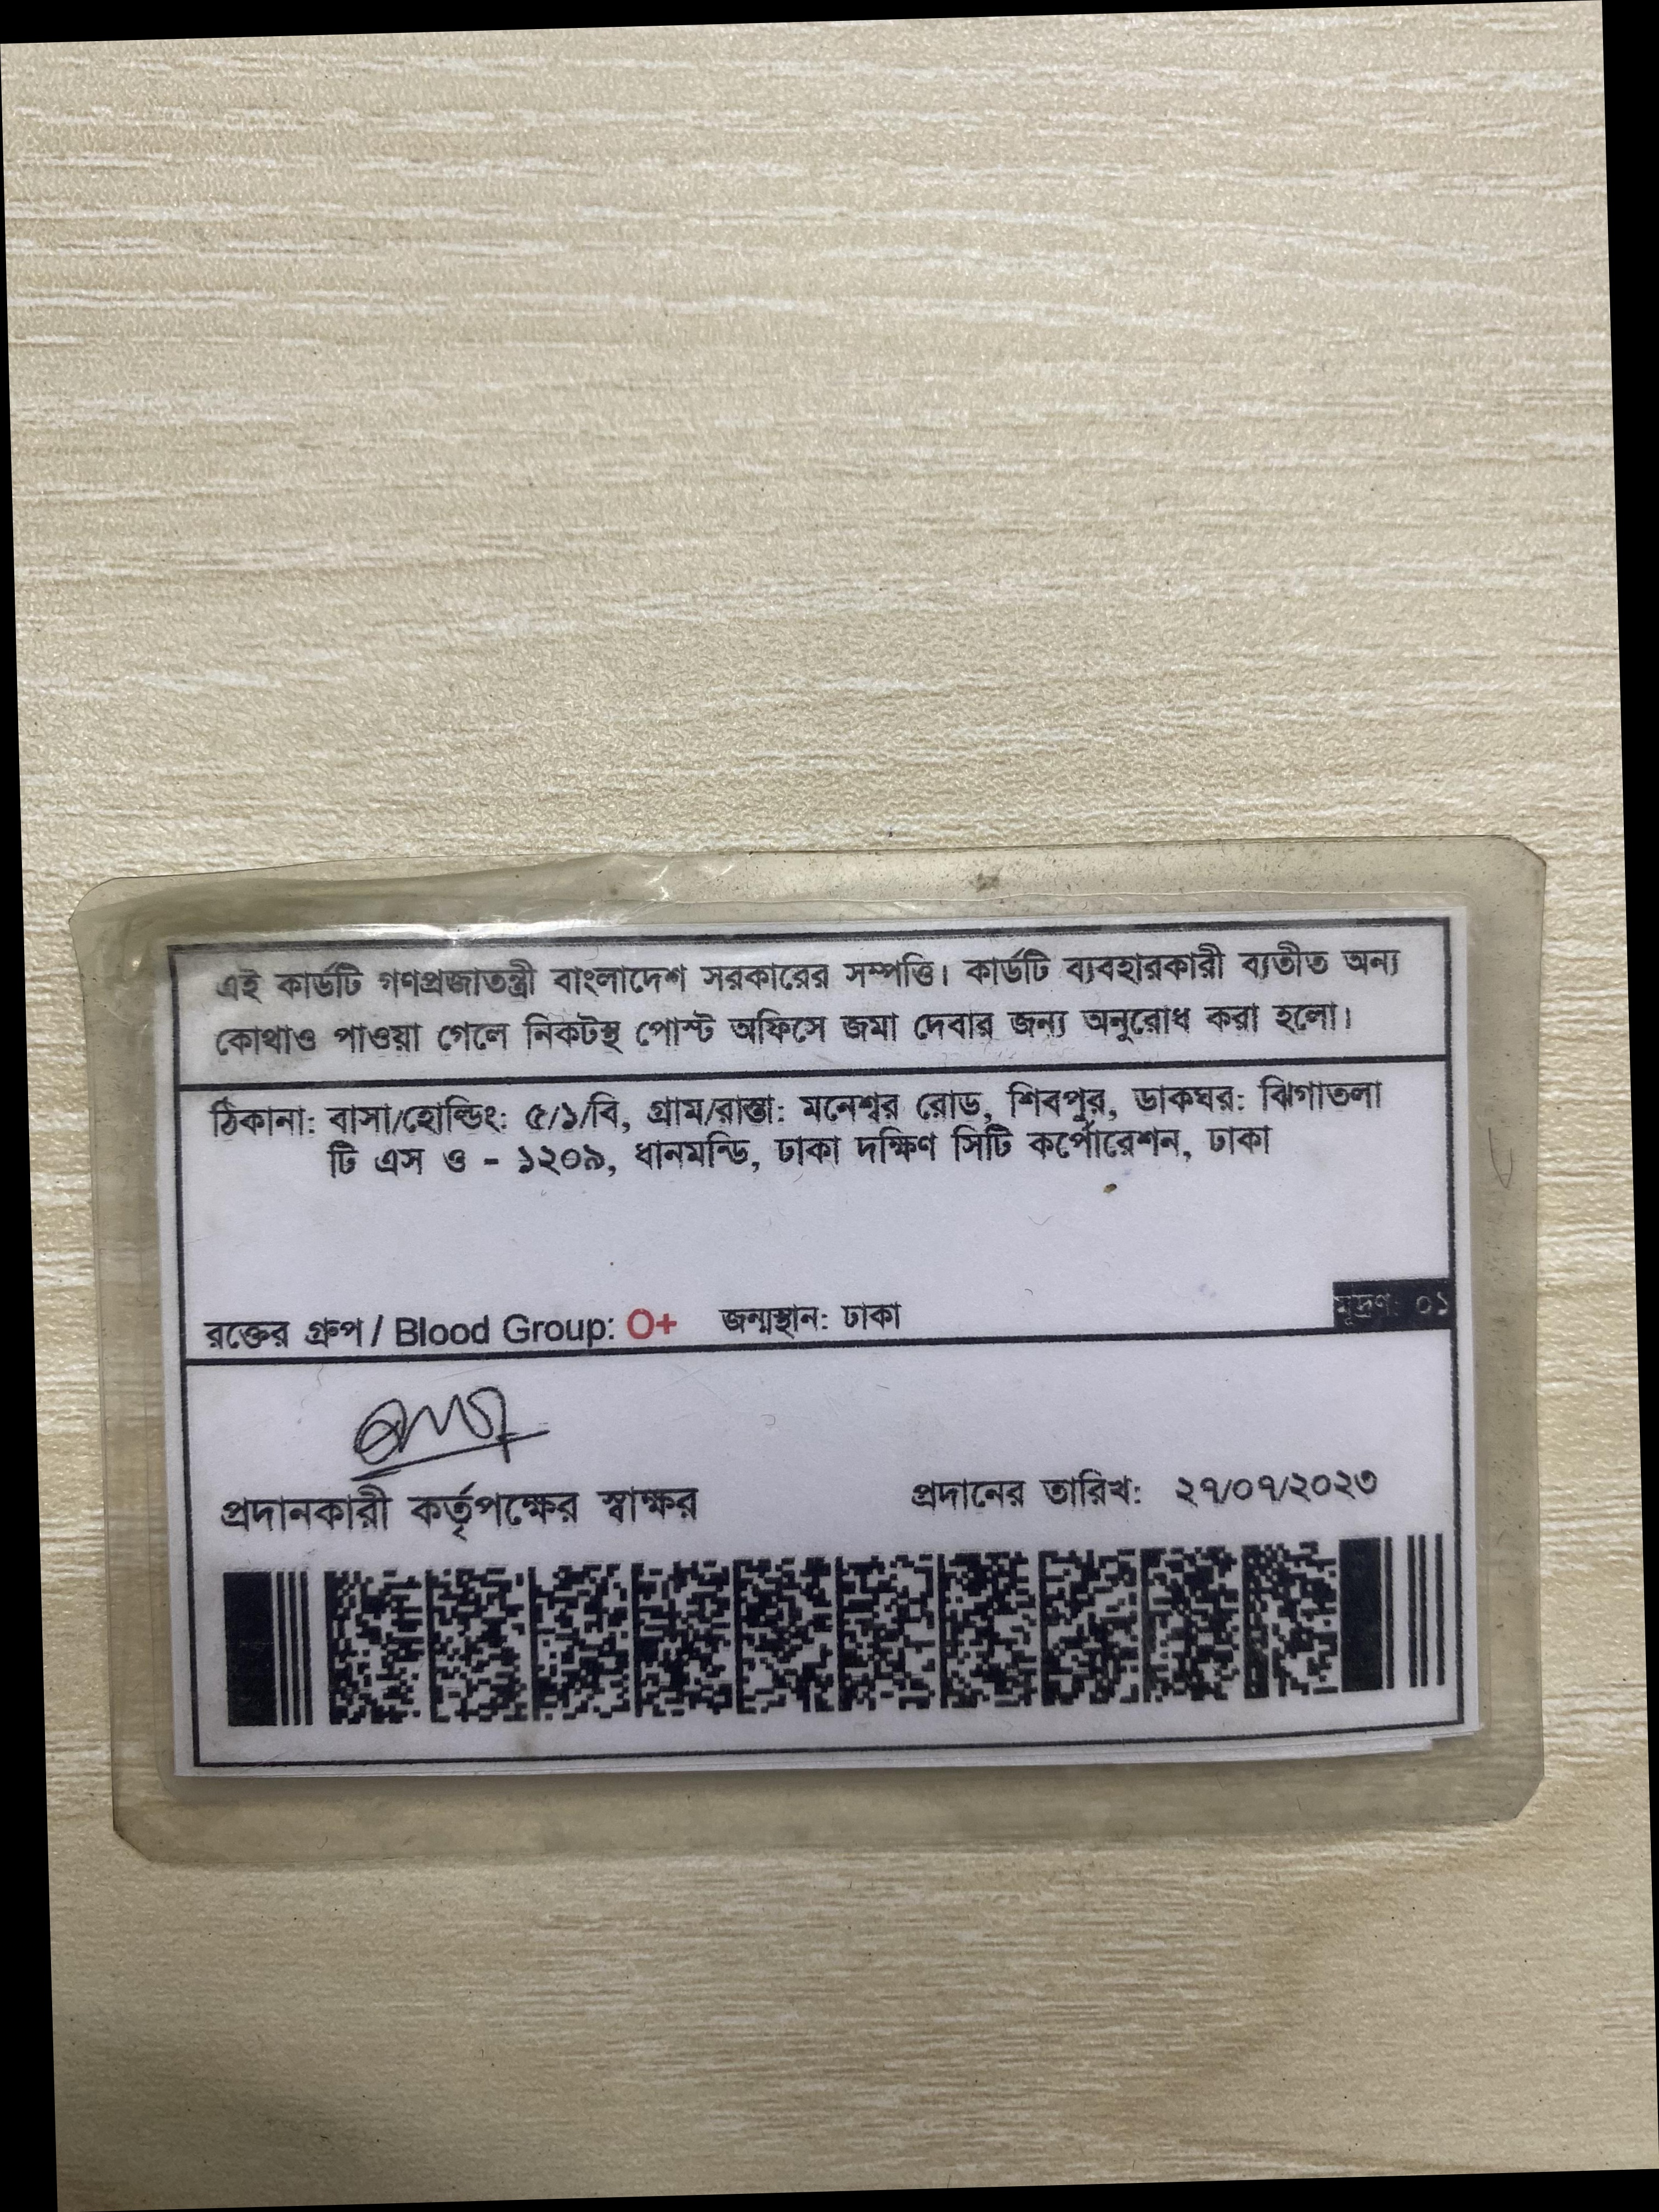 এই কার্ডটি গণপ্রজাতন্ত্রী বাংলাদেশ সরকারের সম্পত্তি। কার্ডটি ব্যবহারকারী ব্যতীত অন্য
কোথাও পাওয়া গেলে নিকটস্থ পোস্ট অফিসে জমা দেবার জন্য অনুরোধ করা হলো।
ঠিকানা: বাসা/হোল্ডিং: ৫/১/বি, গ্রাম/রাস্তা: মনেশ্বর রোড, শিবপুর, ডাকঘর: ঝিগাতলা
টি এস ও - ১২০৯, ধানমন্ডি, ঢাকা দক্ষিণ সিটি কর্পোরেশন, ঢাকা
রক্তের গ্রুপ / Blood Group: O+ জন্মস্থান: ঢাকা মূদ্রণ: ০১
প্রদানকারী কর্তৃপক্ষের স্বাক্ষর প্রদানের তারিখ: ২৭/০৭/২০২৩